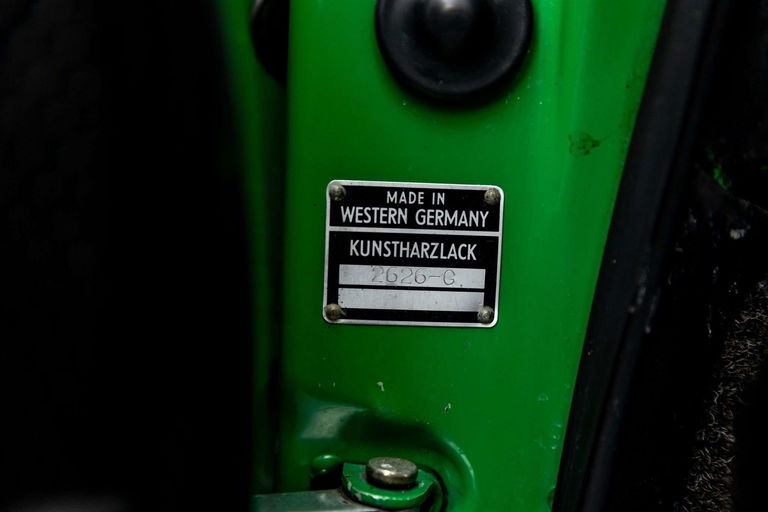 MADE IN
WESTERN GERMANY
KUNSTHARZLACK
2626-G.